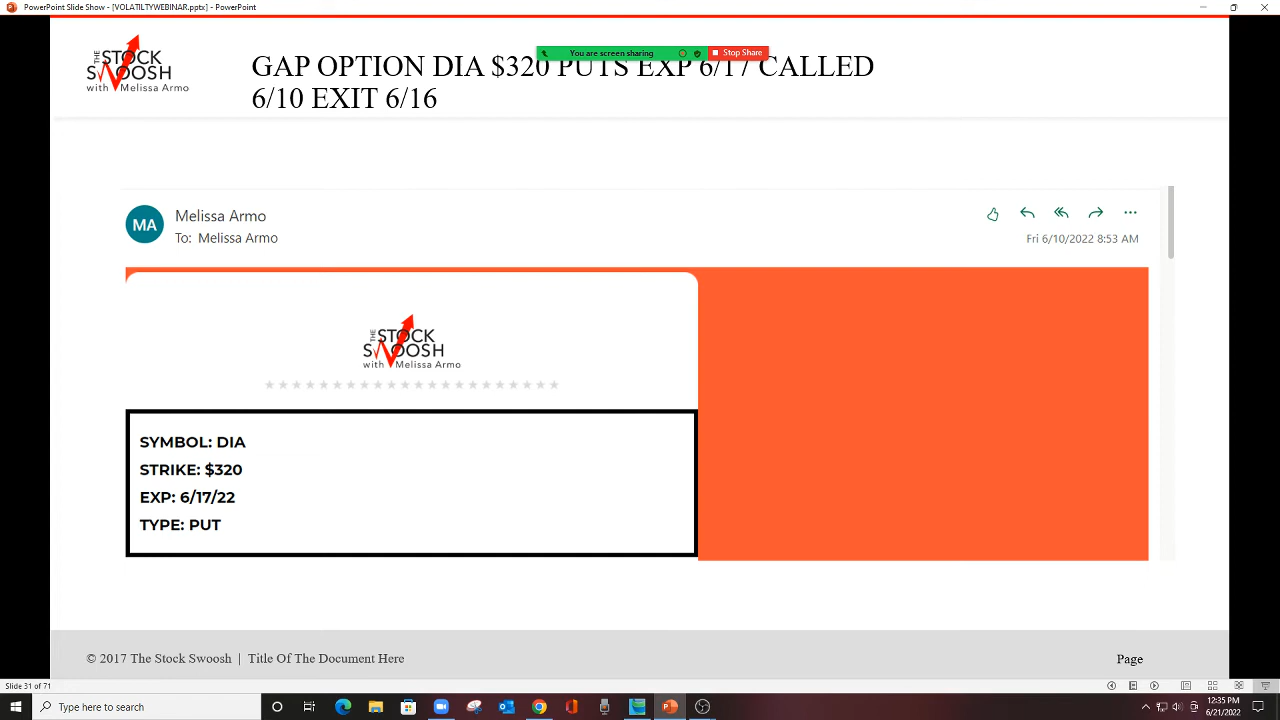 PowerPoint Slide Show - [VOLATILTYWEBINAR.pptx] - PowerPoint
You are screen sharing
Stop Share
THE STOCK
SWOOSH
with Melissa Armo
GAP OPTION DIA $320 PUTS EXP 6/17 CALLED
6/10 EXIT 6/16
MA
Melissa Armo
To: Melissa Armo
Fri 6/10/2022 8:53 AM
THE STOCK
SWOOSH
with Melissa Armo
SYMBOL: DIA
STRIKE: $320
EXP: 6/17/22
TYPE: PUT
© 2017 The Stock Swoosh | Title Of The Document Here
Page
Slide 31 of 71
Type here to search
12:35 PM
6/21/2022